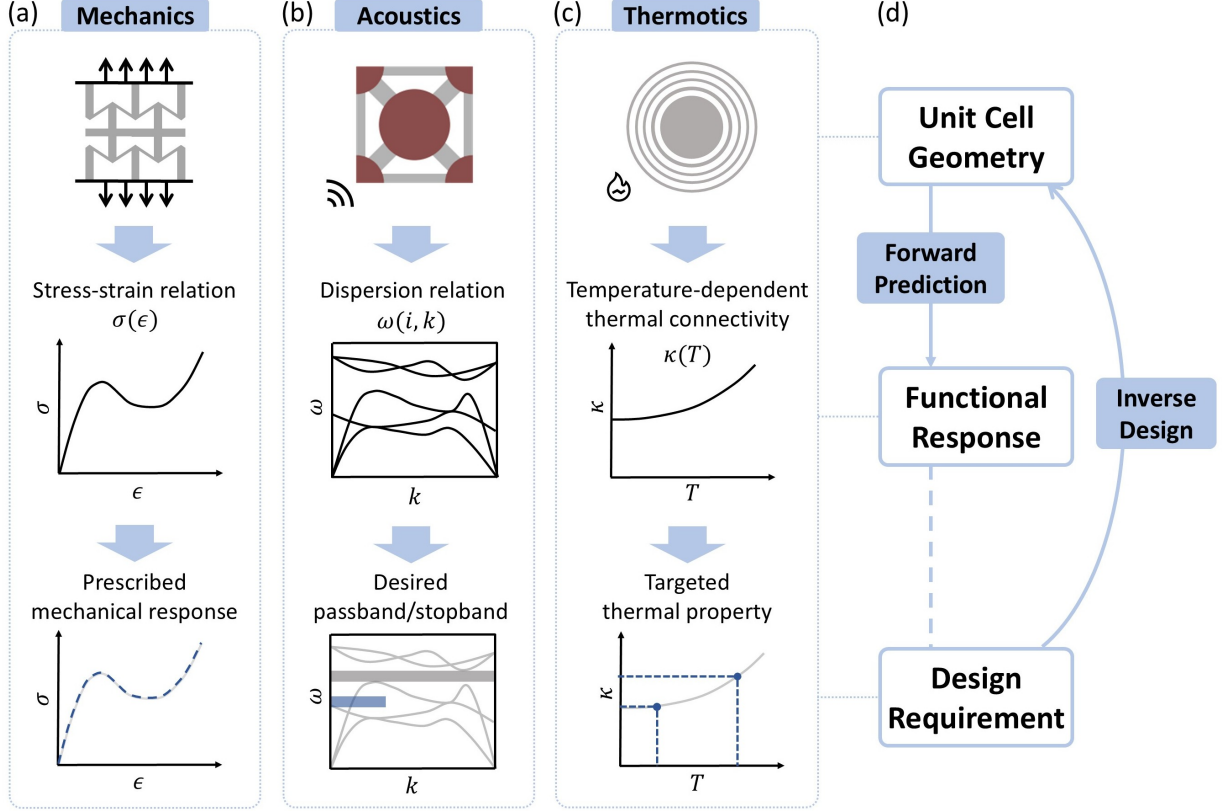 (a)
Mechanics
Stress-strain relation
σ(ϵ)
σ
ϵ
Prescribed
mechanical response
σ
ϵ
(b)
Acoustics
Dispersion relation
ω(i, k)
ω
k
Desired
passband/stopband
ω
k
(c)
Thermotics
Temperature-dependent
thermal connectivity
κ(T)
κ
T
Targeted
thermal property
κ
T
(d)
Unit Cell
Geometry
Forward
Prediction
Functional
Response
Inverse
Design
Design
Requirement